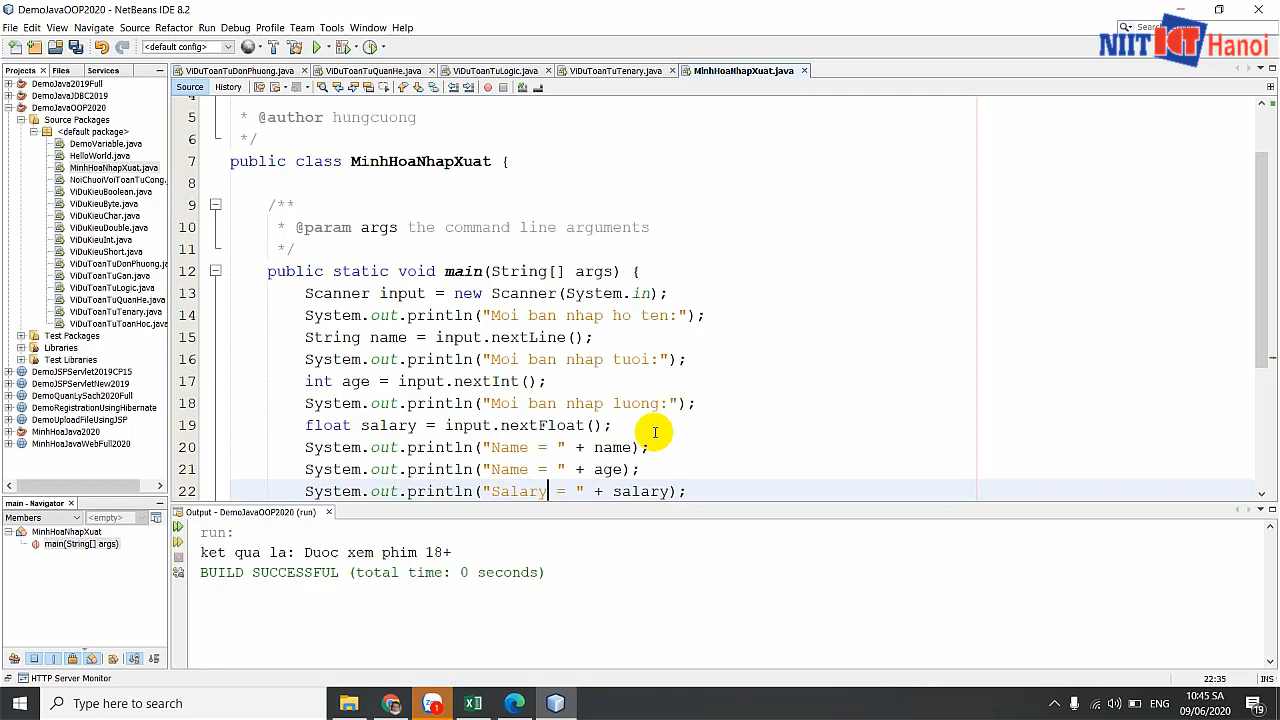 DemoJavaOOP2020 - NetBeans IDE 8.2
File Edit View Navigate Source Refactor Run Debug Profile Team Tools Window Help
<default config>
NIIT ICT Hanoi
Projects Files Services
ViDuToanTuDonPhuong.java ViDuToanTuQuanHe.java ViDuToanTuLogic.java ViDuToanTuTenary.java MinhHoaNhapXuat.java
Source History
DemoJava2019Full
DemoJavaJDBC2019
DemoJavaOOP2020
Source Packages
<default package>
DemoVariable.java
HelloWorld.java
MinhHoaNhapXuat.java
NoiChuoiVoiToanTuCong.
ViDuKieuBoolean.java
ViDuKieuByte.java
ViDuKieuChar.java
ViDuKieuDouble.java
ViDuKieuInt.java
ViDuKieuShort.java
ViDuToanTuDonPhuong.
ViDuToanTuGan.java
ViDuToanTuLogic.java
ViDuToanTuQuanHe.java
ViDuToanTuTenary.java
ViDuToanTuToanHoc.java
Test Packages
Libraries
Test Libraries
DemoJSPServlet2019CP15
DemoJSPServletNew2019
DemoQuanLySach2020Full
DemoRegistrationUsingHibernate
DemoUploadFileUsingJSP
MinhHoaJava2020
MinhHoaJavaWebFull2020
5 * @author hungcuong
6 */
7 public class MinhHoaNhapXuat {
8
9 /**
10 * @param args the command line arguments
11 */
12 public static void main(String[] args) {
13 Scanner input = new Scanner(System.in);
14 System.out.println("Moi ban nhap ho ten:");
15 String name = input.nextLine();
16 System.out.println("Moi ban nhap tuoi:");
17 int age = input.nextInt();
18 System.out.println("Moi ban nhap luong:");
19 float salary = input.nextFloat();
20 System.out.println("Name = " + name);
21 System.out.println("Name = " + age);
22 System.out.println("Salary = " + salary);
main - Navigator
Members <empty>
MinhHoaNhapXuat
main(String[] args)
Output - DemoJavaOOP2020 (run)
run:
ket qua la: Duoc xem phim 18+
BUILD SUCCESSFUL (total time: 0 seconds)
HTTP Server Monitor
22:35 INS
Type here to search
ENG
10:45 SA
09/06/2020
19